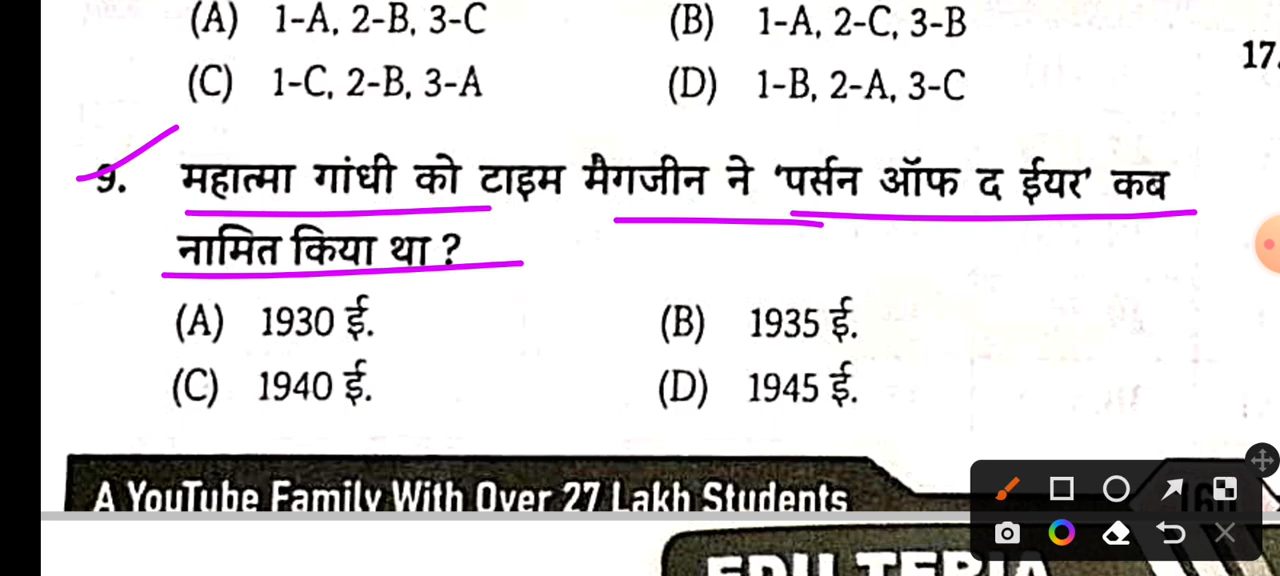 (A) 1-A, 2-B, 3-C (B) 1-A, 2-C, 3-B
(C) 1-C, 2-B, 3-A (D) 1-B, 2-A, 3-C
17.
9. महात्मा गांधी को टाइम मैगजीन ने 'पर्सन ऑफ द ईयर' कब
नामित किया था ?
(A) 1930 ई. (B) 1935 ई.
(C) 1940 ई. (D) 1945 ई.
A YouTube Family With Over 27 Lakh Students